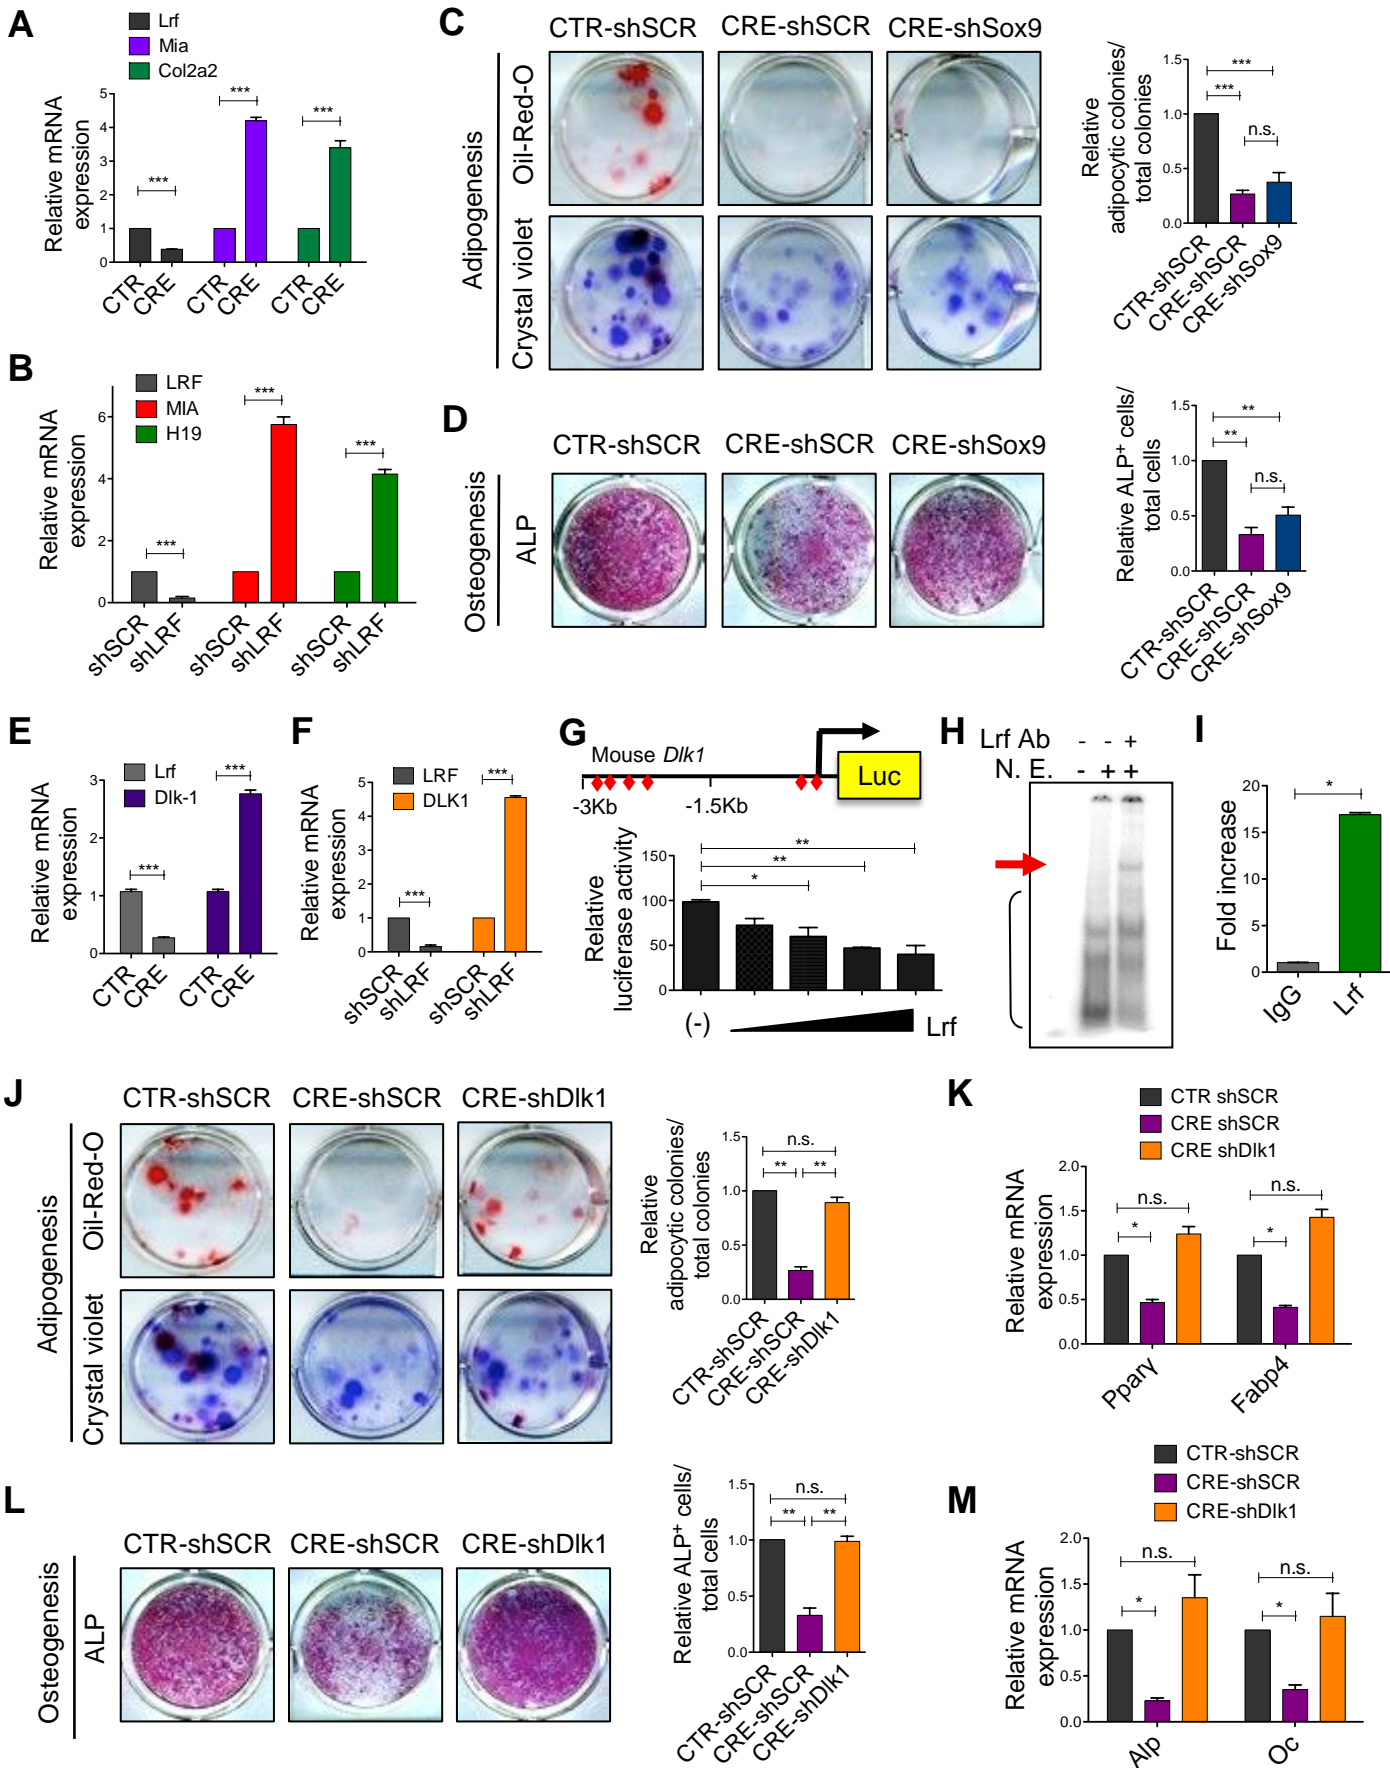 A
Lrf
Mia
Col2a2
Relative mRNA
expression
5
4
3
2
1
0
***
***
***
CTR
CRE
CTR
CRE
CTR
CRE
B
LRF
MIA
H19
Relative mRNA
expression
6
4
2
0
***
***
***
shSCR
shLRF
shSCR
shLRF
shSCR
shLRF
C
CTR-shSCR
CRE-shSCR
CRE-shSox9
Adipogenesis
Oil-Red-O
Crystal violet
Relative
adipocytic colonies/
total colonies
1.5
1.0
0.5
0.0
***
***
n.s.
CTR-shSCR
CRE-shSCR
CRE-shSox9
D
CTR-shSCR
CRE-shSCR
CRE-shSox9
Osteogenesis
ALP
Relative ALP+ cells/
total cells
1.5
1.0
0.5
0.0
**
**
n.s.
CTR-shSCR
CRE-shSCR
CRE-shSox9
E
Lrf
Dlk-1
Relative mRNA
expression
3
2
1
0
***
***
CTR
CRE
CTR
CRE
F
LRF
DLK1
Relative mRNA
expression
5
4
3
2
1
0
***
***
shSCR
shLRF
shSCR
shLRF
G
Mouse Dlk1
Luc
-3Kb
-1.5Kb
Relative
luciferase activity
150
100
50
0
**
**
*
(-)
Lrf
H
Lrf Ab - - +
N. E. - + +
I
Fold increase
20
15
10
5
0
*
IgG
Lrf
J
CTR-shSCR
CRE-shSCR
CRE-shDlk1
Adipogenesis
Oil-Red-O
Crystal violet
Relative
adipocytic colonies/
total colonies
1.5
1.0
0.5
0.0
n.s.
**
**
CTR-shSCR
CRE-shSCR
CRE-shDlk1
K
CTR shSCR
CRE shSCR
CRE shDlk1
Relative mRNA
expression
2.0
1.5
1.0
0.5
0.0
n.s.
*
n.s.
*
Pparγ
Fabp4
L
CTR-shSCR
CRE-shSCR
CRE-shDlk1
Osteogenesis
ALP
Relative ALP+ cells/
total cells
1.5
1.0
0.5
0.0
n.s.
**
**
CTR-shSCR
CRE-shSCR
CRE-shDlk1
M
CTR-shSCR
CRE-shSCR
CRE-shDlk1
Relative mRNA
expression
2.0
1.5
1.0
0.5
0.0
n.s.
*
n.s.
*
Alp
Oc